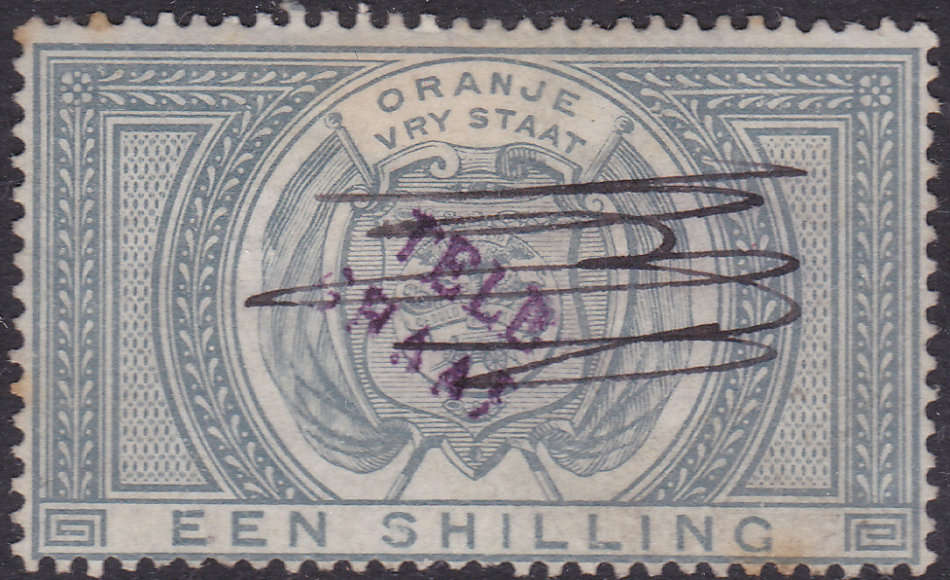 ORANJE
VRY STAAT
EEN SHILLING